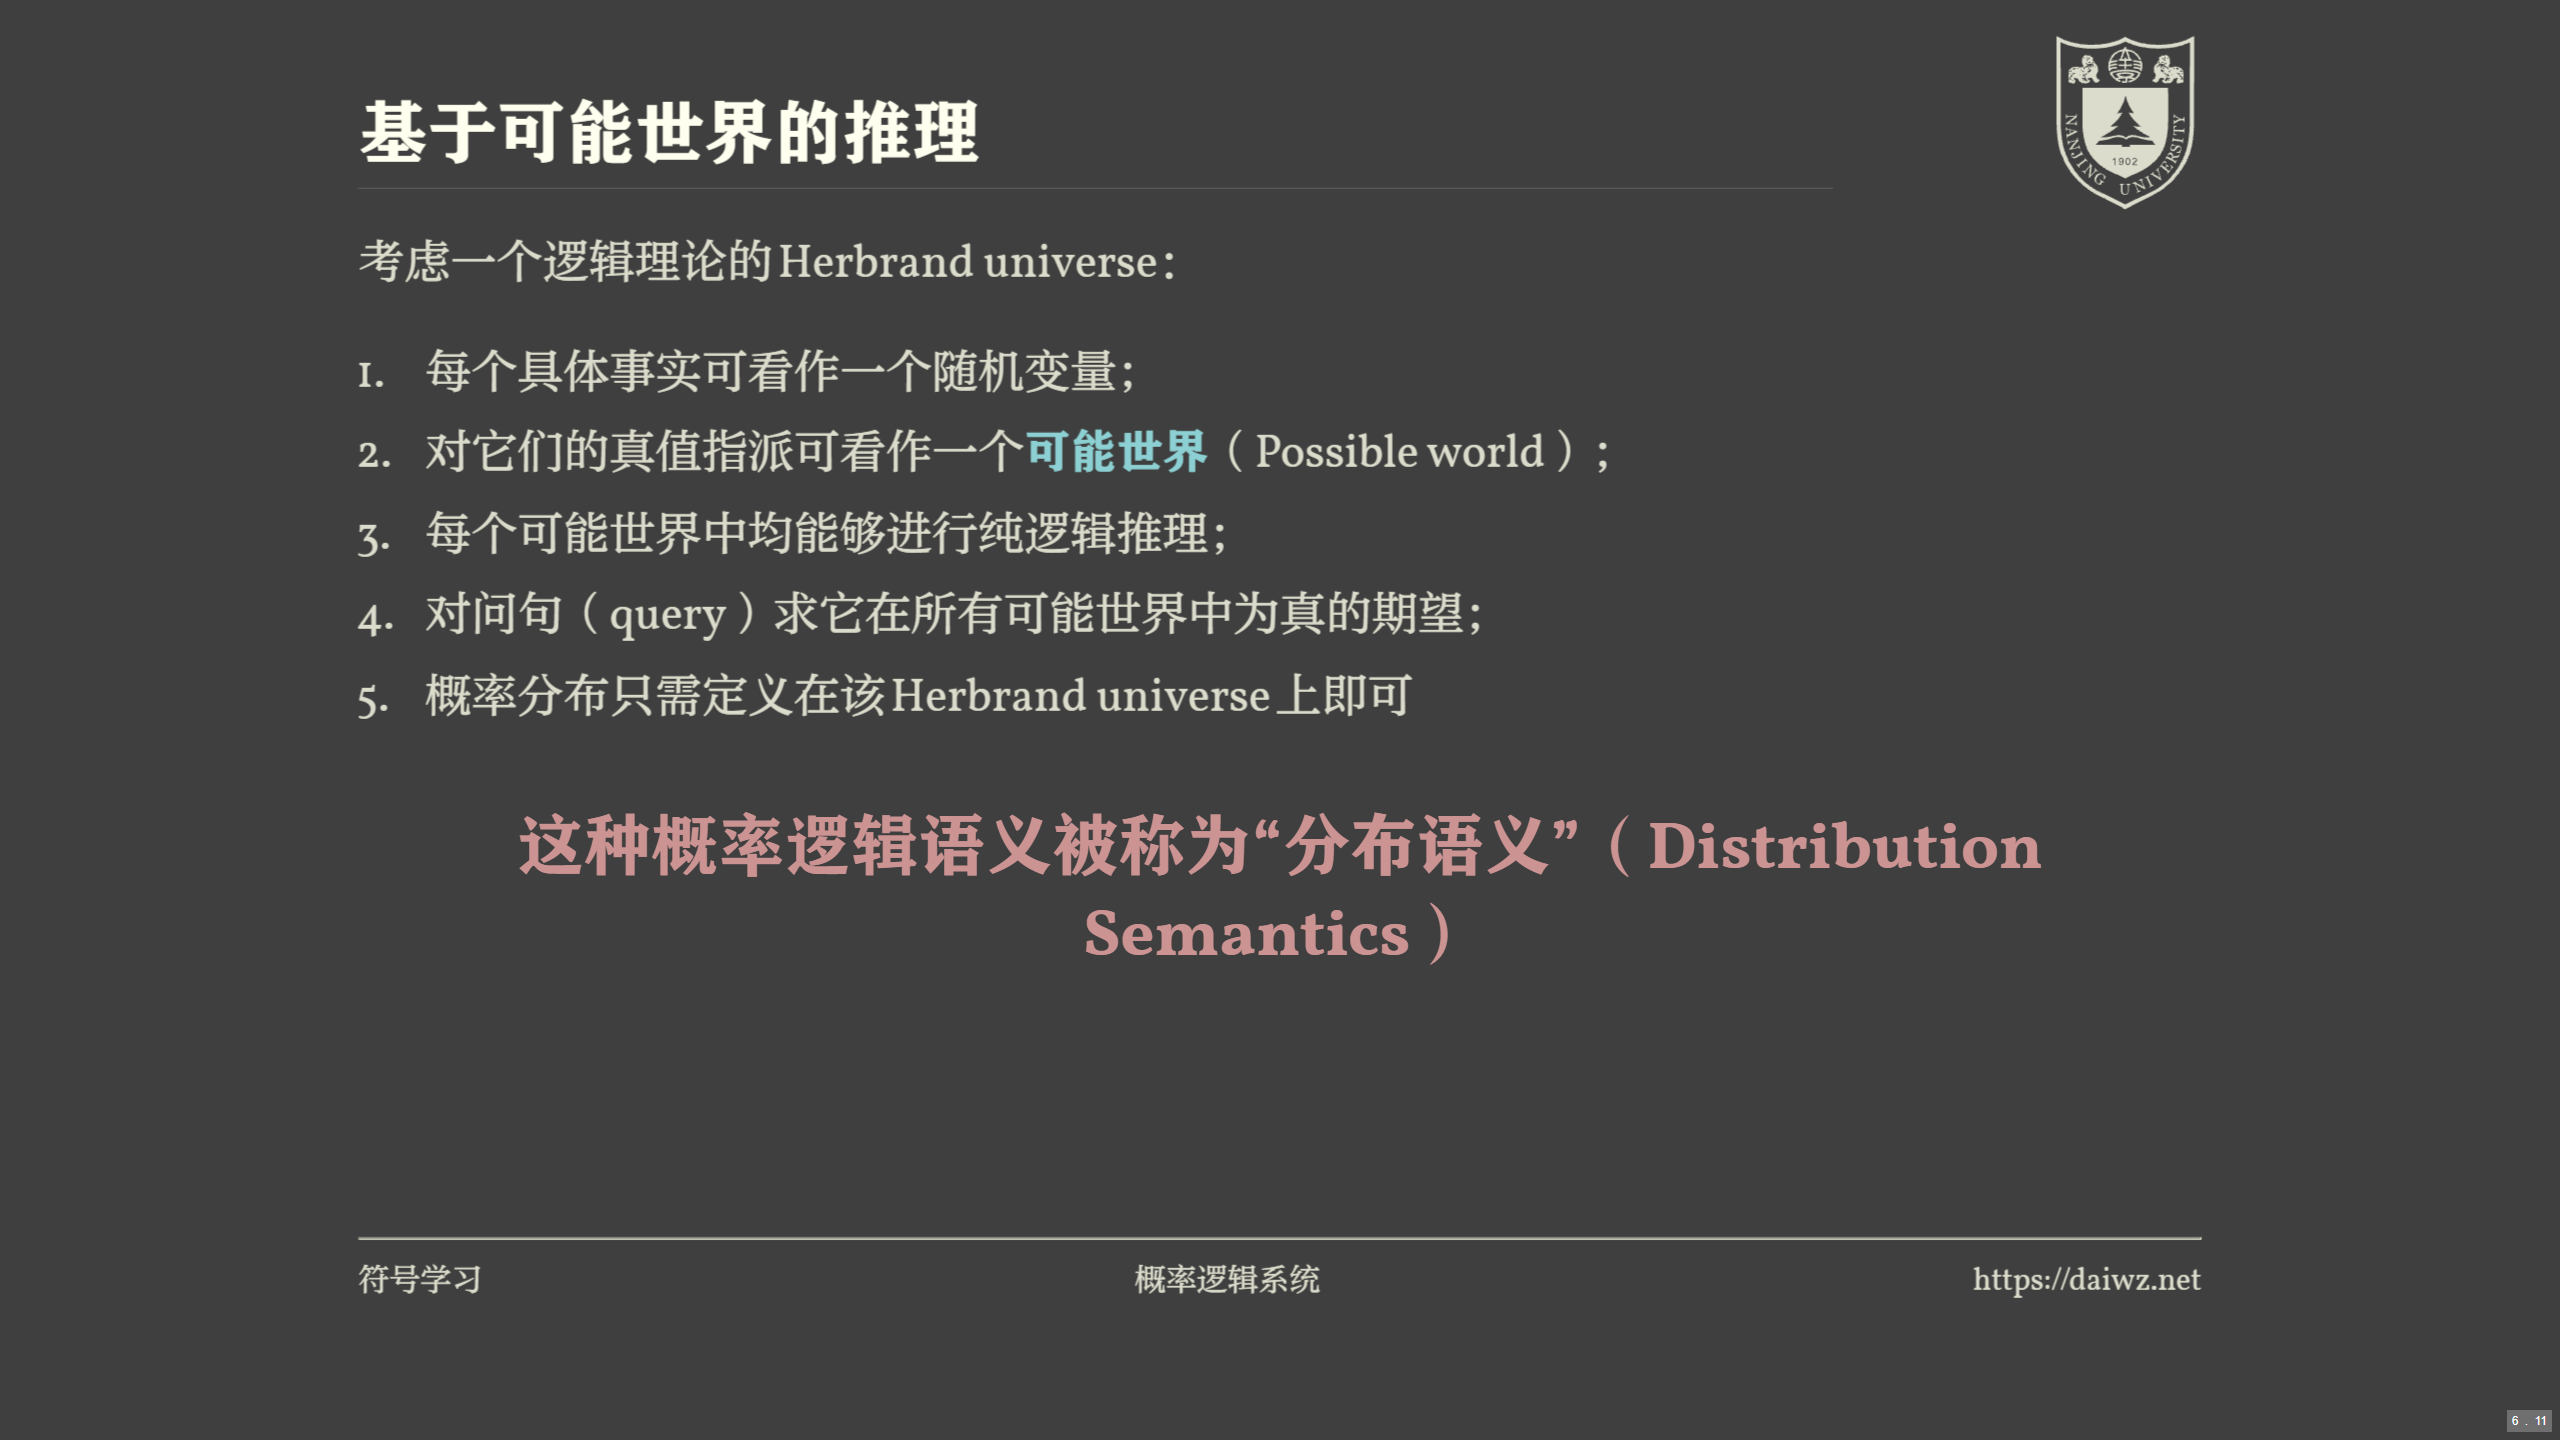 基于可能世界的推理
NANJING UNIVERSITY
1902
考虑一个逻辑理论的Herbrand universe：
1. 每个具体事实可看作一个随机变量；
2. 对它们的真值指派可看作一个可能世界（Possible world）；
3. 每个可能世界中均能够进行纯逻辑推理；
4. 对问句（query）求它在所有可能世界中为真的期望；
5. 概率分布只需定义在该Herbrand universe上即可
这种概率逻辑语义被称为“分布语义”（Distribution
Semantics）
符号学习
概率逻辑系统
https://daiwz.net
6 . 11